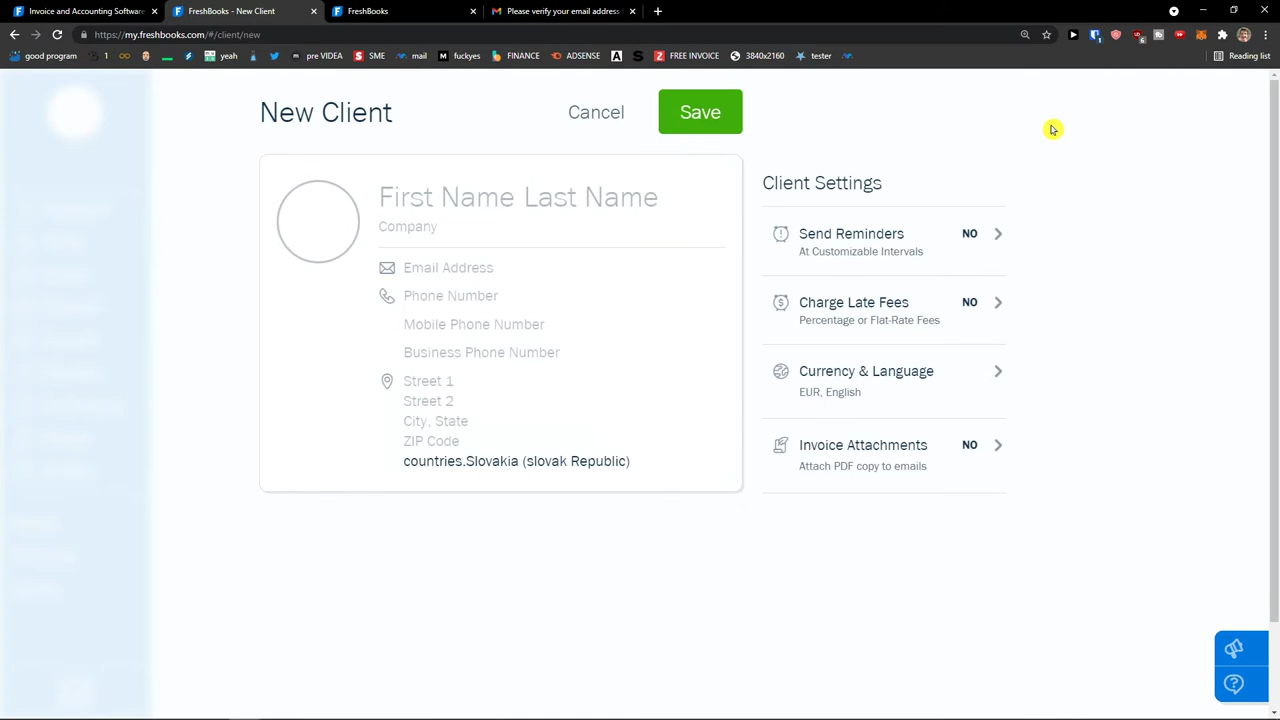 Invoice and Accounting Software
FreshBooks - New Client
FreshBooks
Please verify your email address
https://my.freshbooks.com/#/client/new
good program
1
yeah
pre VIDEA
SME
mail
fuckyes
FINANCE
ADSENSE
FREE INVOICE
3840x2160
tester
Reading list
New Client
Cancel
Save
First Name Last Name
Company
Email Address
Phone Number
Mobile Phone Number
Business Phone Number
Street 1
Street 2
City, State
ZIP Code
countries.Slovakia (slovak Republic)
Client Settings
Send Reminders NO
At Customizable Intervals
Charge Late Fees NO
Percentage or Flat-Rate Fees
Currency & Language
EUR, English
Invoice Attachments NO
Attach PDF copy to emails